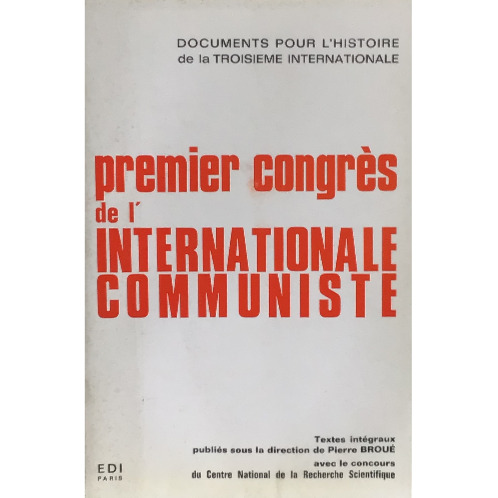 DOCUMENTS POUR L'HISTOIRE
de la TROISIEME INTERNATIONALE
premier congrès
de l'
INTERNATIONALE
COMMUNISTE
Textes intégraux
publiés sous la direction de Pierre BROUÉ
avec le concours
du Centre National de la Recherche Scientifique
EDI
PARIS